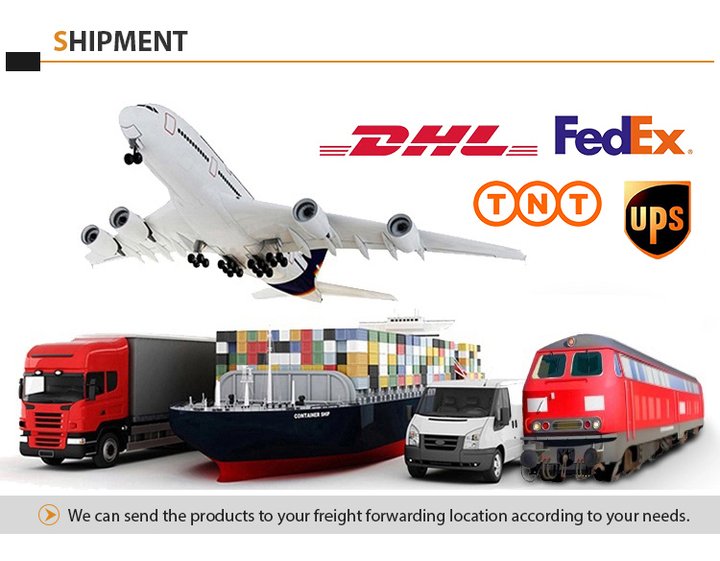 SHIPMENT
DHL
FedEx®
TNT
UPS
CONTAINER SHIP
We can send the products to your freight forwarding location according to your needs.